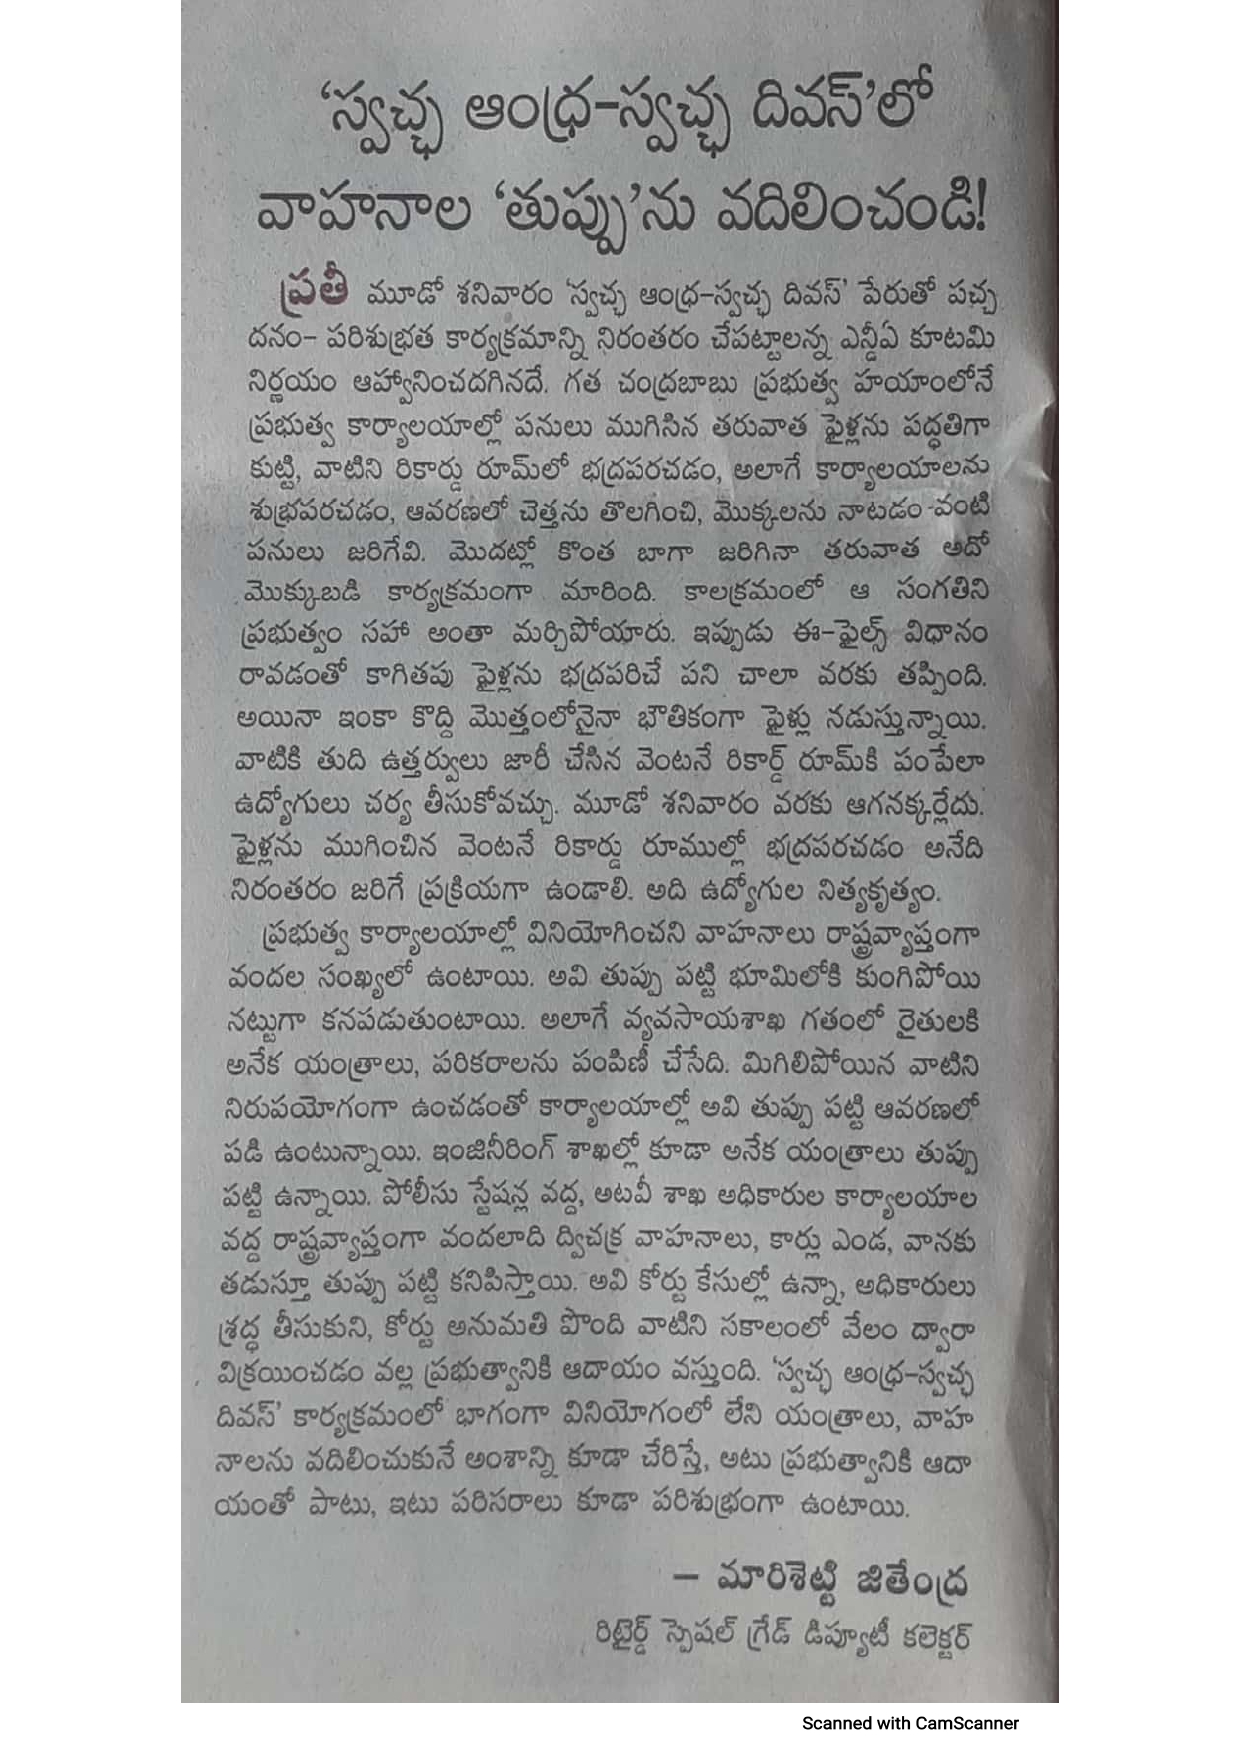 ‘స్వచ్ఛ ఆంధ్ర-స్వచ్ఛ దివస్’లో
వాహనాల ‘తుప్పు’ను వదిలించండి!
ప్రతీ మూడో శనివారం ‘స్వచ్ఛ ఆంధ్ర-స్వచ్ఛ దివస్’ పేరుతో పచ్చ
దనం- పరిశుభ్రత కార్యక్రమాన్ని నిరంతరం చేపట్టాలన్న ఎన్డీఏ కూటమి
నిర్ణయం ఆహ్వానించదగినదే. గత చంద్రబాబు ప్రభుత్వ హయాంలోనే
ప్రభుత్వ కార్యాలయాల్లో పనులు ముగిసిన తరువాత ఫైళ్లను పద్ధతిగా
కుట్టి, వాటిని రికార్డు రూమ్‌లో భద్రపరచడం, అలాగే కార్యాలయాలను
శుభ్రపరచడం, ఆవరణలో చెత్తను తొలగించి, మొక్కలను నాటడం వంటి
పనులు జరిగేవి. మొదట్లో కొంత బాగా జరిగినా తరువాత అదో
మొక్కుబడి కార్యక్రమంగా మారింది. కాలక్రమంలో ఆ సంగతిని
ప్రభుత్వం సహా అంతా మర్చిపోయారు. ఇప్పుడు ఈ-ఫైల్స్ విధానం
రావడంతో కాగితపు ఫైళ్లను భద్రపరిచే పని చాలా వరకు తప్పింది.
అయినా ఇంకా కొద్ది మొత్తంలోనైనా భౌతికంగా ఫైళ్లు నడుస్తున్నాయి.
వాటికి తుది ఉత్తర్వులు జారీ చేసిన వెంటనే రికార్డ్ రూమ్‌కి పంపేలా
ఉద్యోగులు చర్య తీసుకోవచ్చు. మూడో శనివారం వరకు ఆగనక్కర్లేదు.
ఫైళ్లను ముగించిన వెంటనే రికార్డు రూముల్లో భద్రపరచడం అనేది
నిరంతరం జరిగే ప్రక్రియగా ఉండాలి. అది ఉద్యోగుల నిత్యకృత్యం.
ప్రభుత్వ కార్యాలయాల్లో వినియోగించని వాహనాలు రాష్ట్రవ్యాప్తంగా
వందల సంఖ్యలో ఉంటాయి. అవి తుప్పు పట్టి భూమిలోకి కుంగిపోయి
నట్టుగా కనపడుతుంటాయి. అలాగే వ్యవసాయశాఖ గతంలో రైతులకి
అనేక యంత్రాలు, పరికరాలను పంపిణీ చేసేది. మిగిలిపోయిన వాటిని
నిరుపయోగంగా ఉంచడంతో కార్యాలయాల్లో అవి తుప్పు పట్టి ఆవరణలో
పడి ఉంటున్నాయి. ఇంజినీరింగ్ శాఖల్లో కూడా అనేక యంత్రాలు తుప్పు
పట్టి ఉన్నాయి. పోలీసు స్టేషన్ల వద్ద, అటవీ శాఖ అధికారుల కార్యాలయాల
వద్ద రాష్ట్రవ్యాప్తంగా వందలాది ద్విచక్ర వాహనాలు, కార్లు ఎండ, వానకు
తడుస్తూ తుప్పు పట్టి కనిపిస్తాయి. అవి కోర్టు కేసుల్లో ఉన్నా, అధికారులు
శ్రద్ధ తీసుకుని, కోర్టు అనుమతి పొంది వాటిని సకాలంలో వేలం ద్వారా
విక్రయించడం వల్ల ప్రభుత్వానికి ఆదాయం వస్తుంది. ‘స్వచ్ఛ ఆంధ్ర-స్వచ్ఛ
దివస్’ కార్యక్రమంలో భాగంగా వినియోగంలో లేని యంత్రాలు, వాహ
నాలను వదిలించుకునే అంశాన్ని కూడా చేరిస్తే, అటు ప్రభుత్వానికి ఆదా
యంతో పాటు, ఇటు పరిసరాలు కూడా పరిశుభ్రంగా ఉంటాయి.
– మారిశెట్టి జితేంద్ర
రిటైర్డ్ స్పెషల్ గ్రేడ్ డిప్యూటీ కలెక్టర్
Scanned with CamScanner